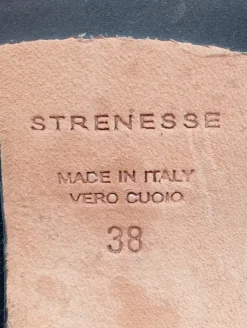 STRENESSE
MADE IN ITALY
VERO CUOIO
38